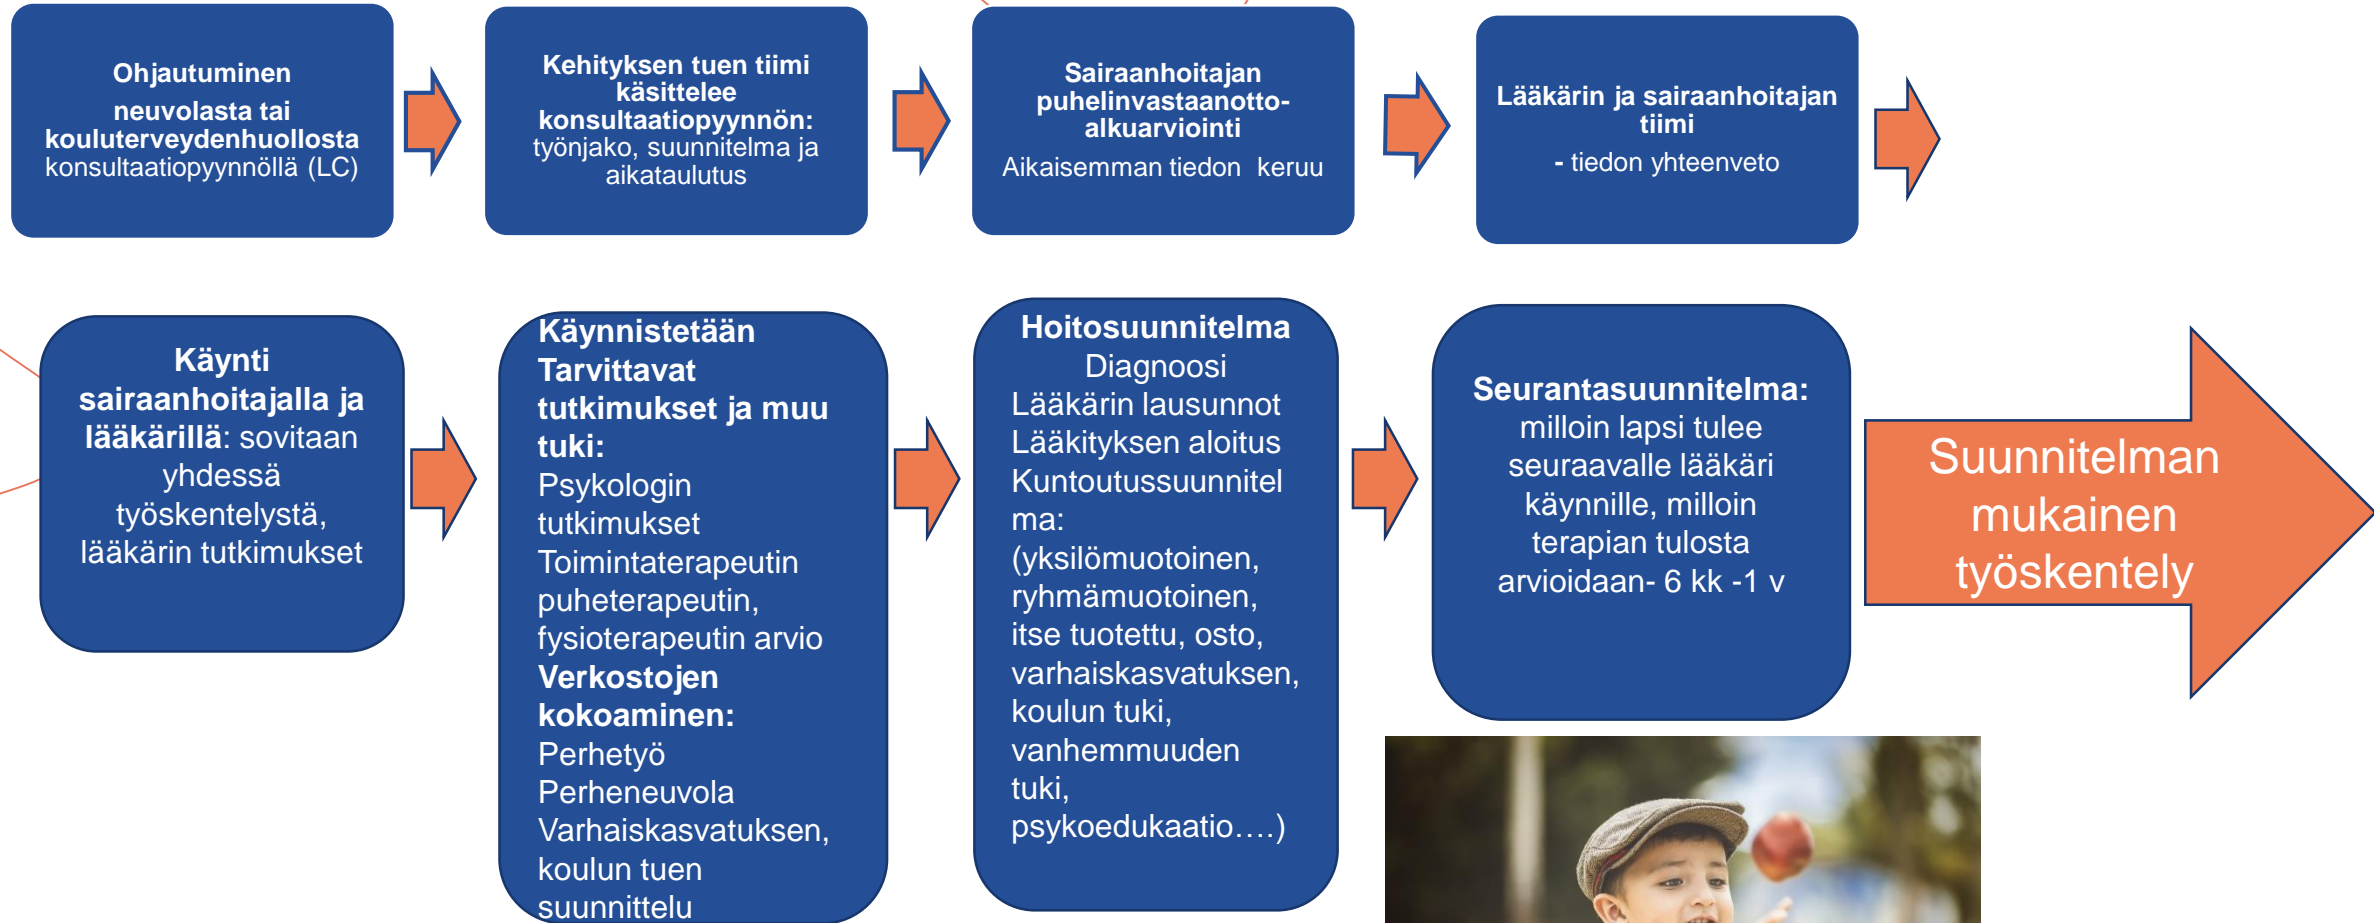 Ohjautuminen
neuvolasta tai
kouluterveydenhuollosta
konsultaatiopyynnöllä (LC)
Kehityksen tuen tiimi
käsittelee
konsultaatiopyynnön:
työnjako, suunnitelma ja
aikataulutus
Sairaanhoitajan
puhelinvastaanotto-
alkuarviointi
Aikaisemman tiedon keruu
Lääkärin ja sairaanhoitajan
tiimi
- tiedon yhteenveto
Käynti
sairaanhoitajalla ja
lääkärillä: sovitaan
yhdessä
työskentelystä,
lääkärin tutkimukset
Käynnistetään
Tarvittavat
tutkimukset ja muu
tuki:
Psykologin
tutkimukset
Toimintaterapeutin
puheterapeutin,
fysioterapeutin arvio
Verkostojen
kokoaminen:
Perhetyö
Perheneuvola
Varhaiskasvatuksen,
koulun tuen
suunnittelu
Hoitosuunnitelma
Diagnoosi
Lääkärin lausunnot
Lääkityksen aloitus
Kuntoutussuunnitel
ma:
(yksilömuotoinen,
ryhmämuotoinen,
itse tuotettu, osto,
varhaiskasvatuksen,
koulun tuki,
vanhemmuuden
tuki,
psykoedukaatio….)
Seurantasuunnitelma:
milloin lapsi tulee
seuraavalle lääkäri
käynnille, milloin
terapian tulosta
arvioidaan- 6 kk -1 v
Suunnitelman
mukainen
työskentely